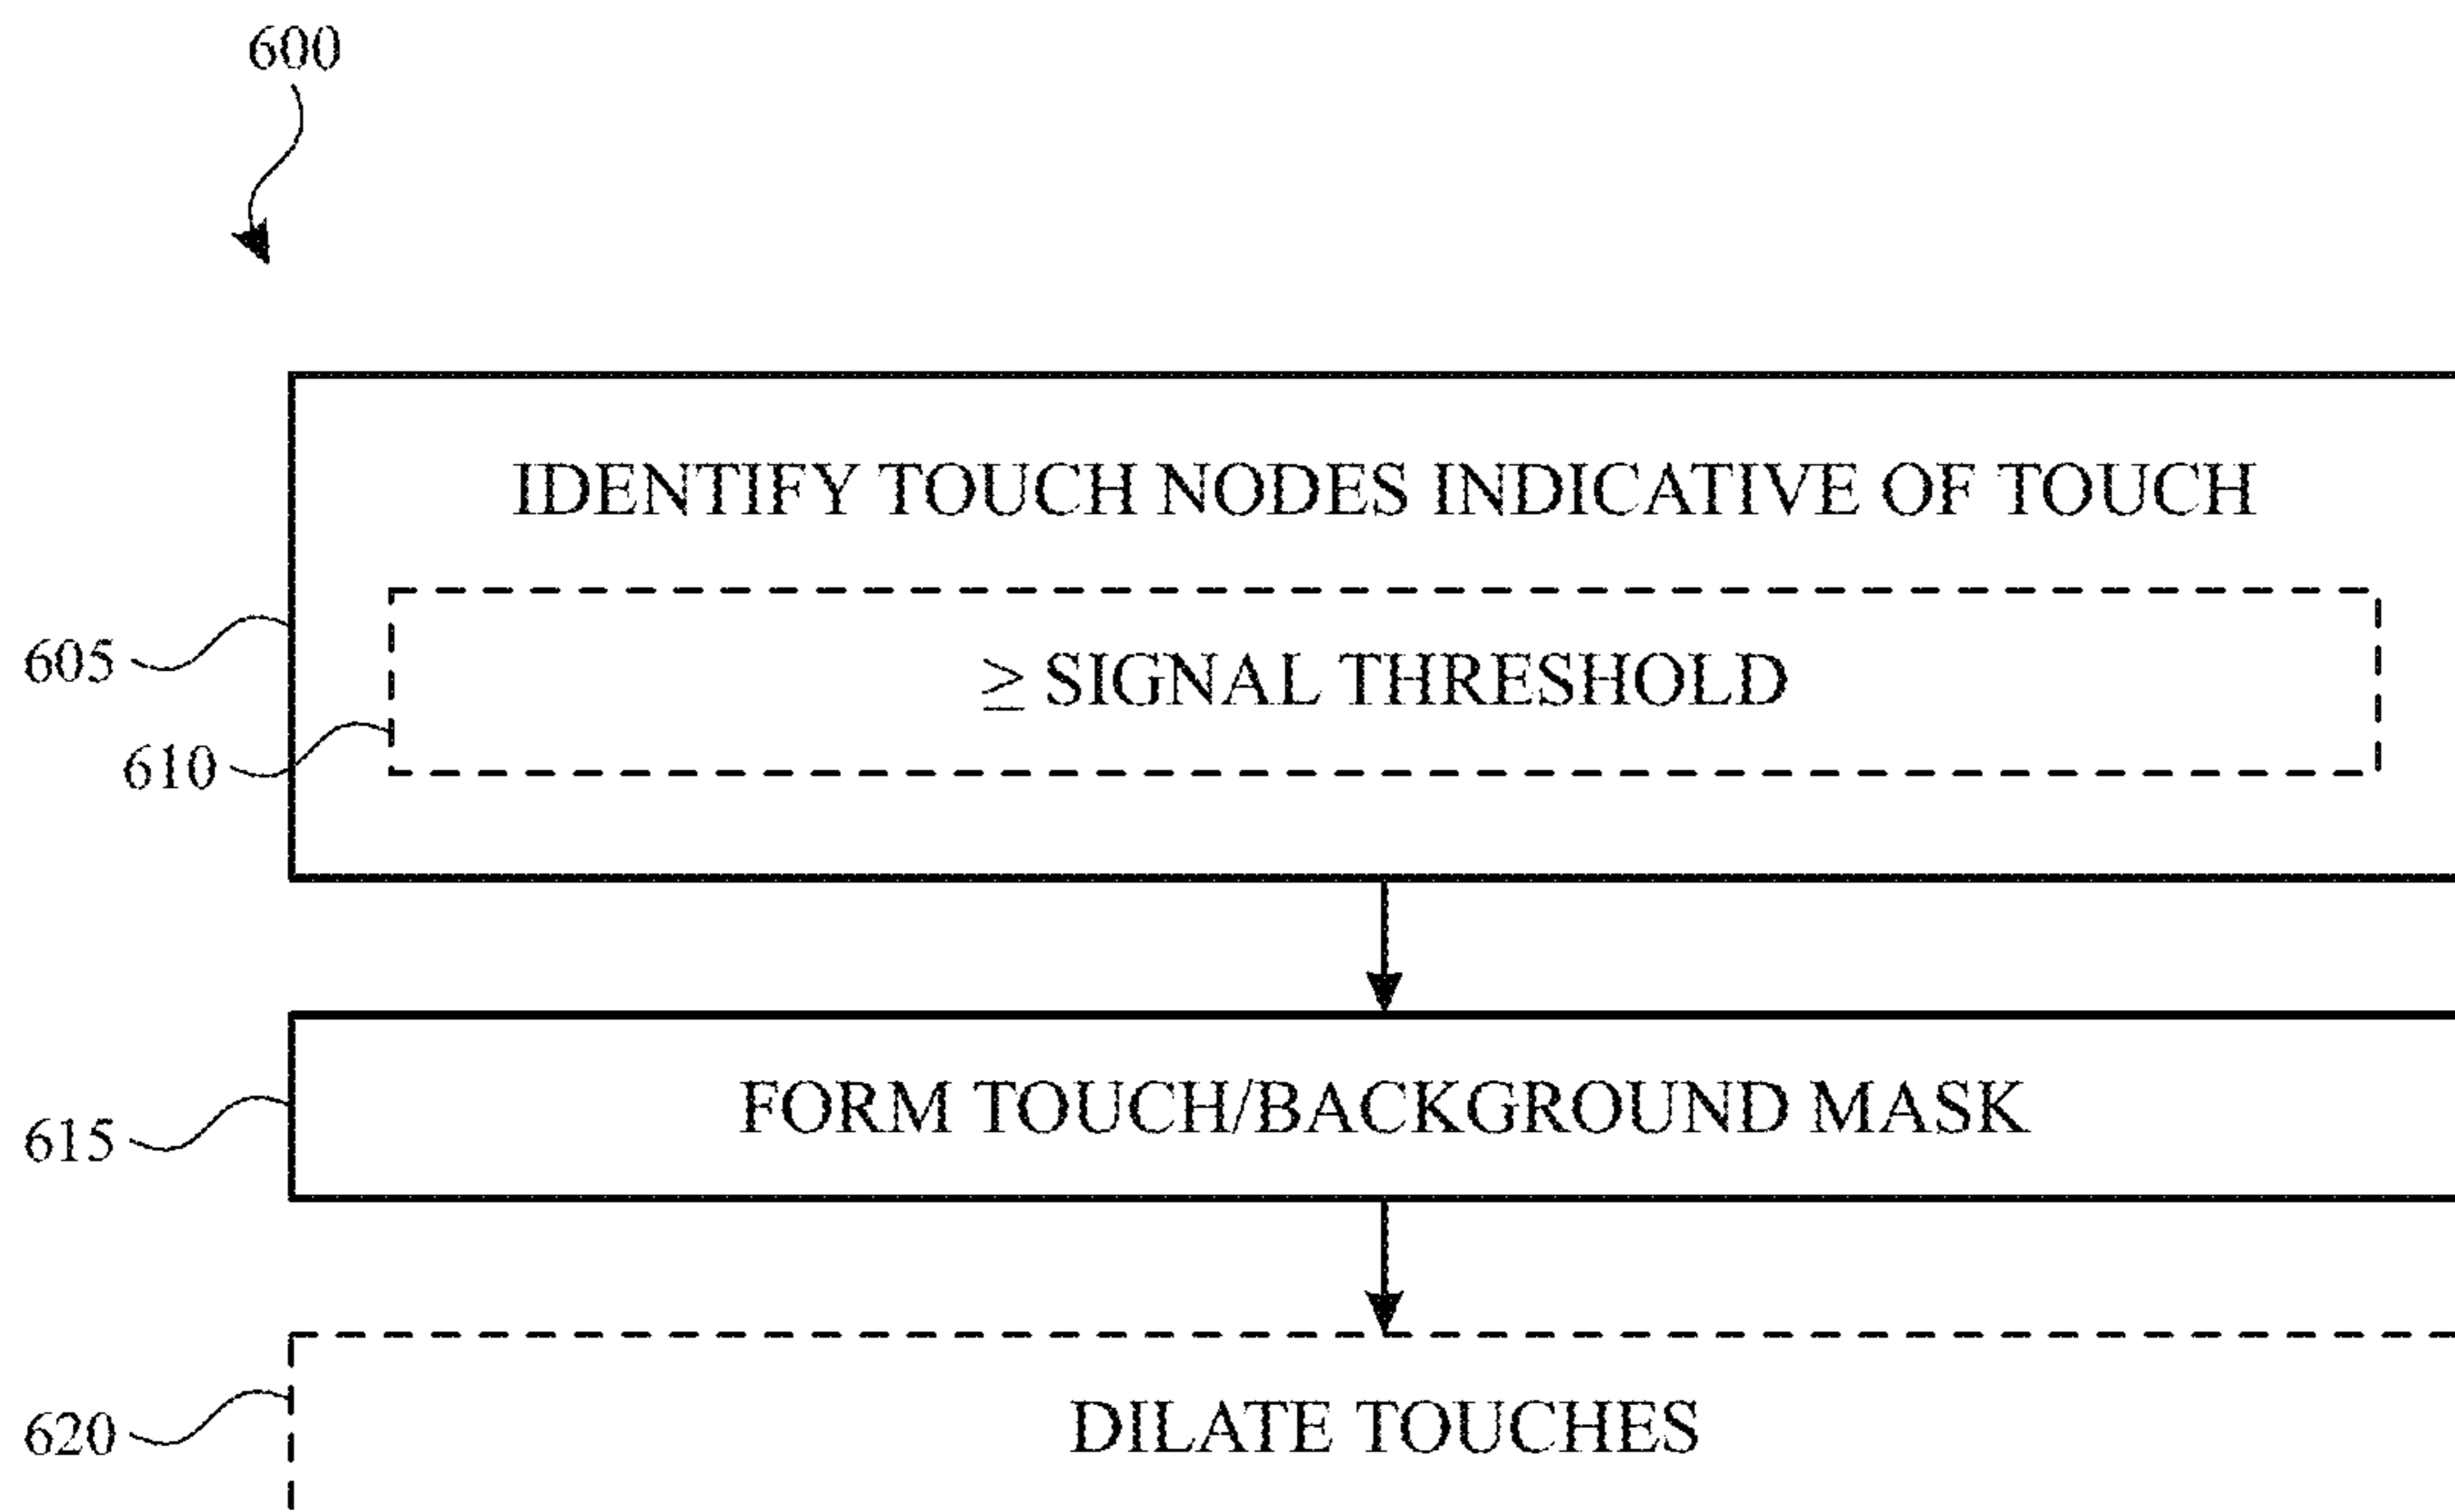 600
IDENTIFY TOUCH NODES INDICATIVE OF TOUCH
605
≥ SIGNAL THRESHOLD
610
FORM TOUCH/BACKGROUND MASK
615
DILATE TOUCHES
620